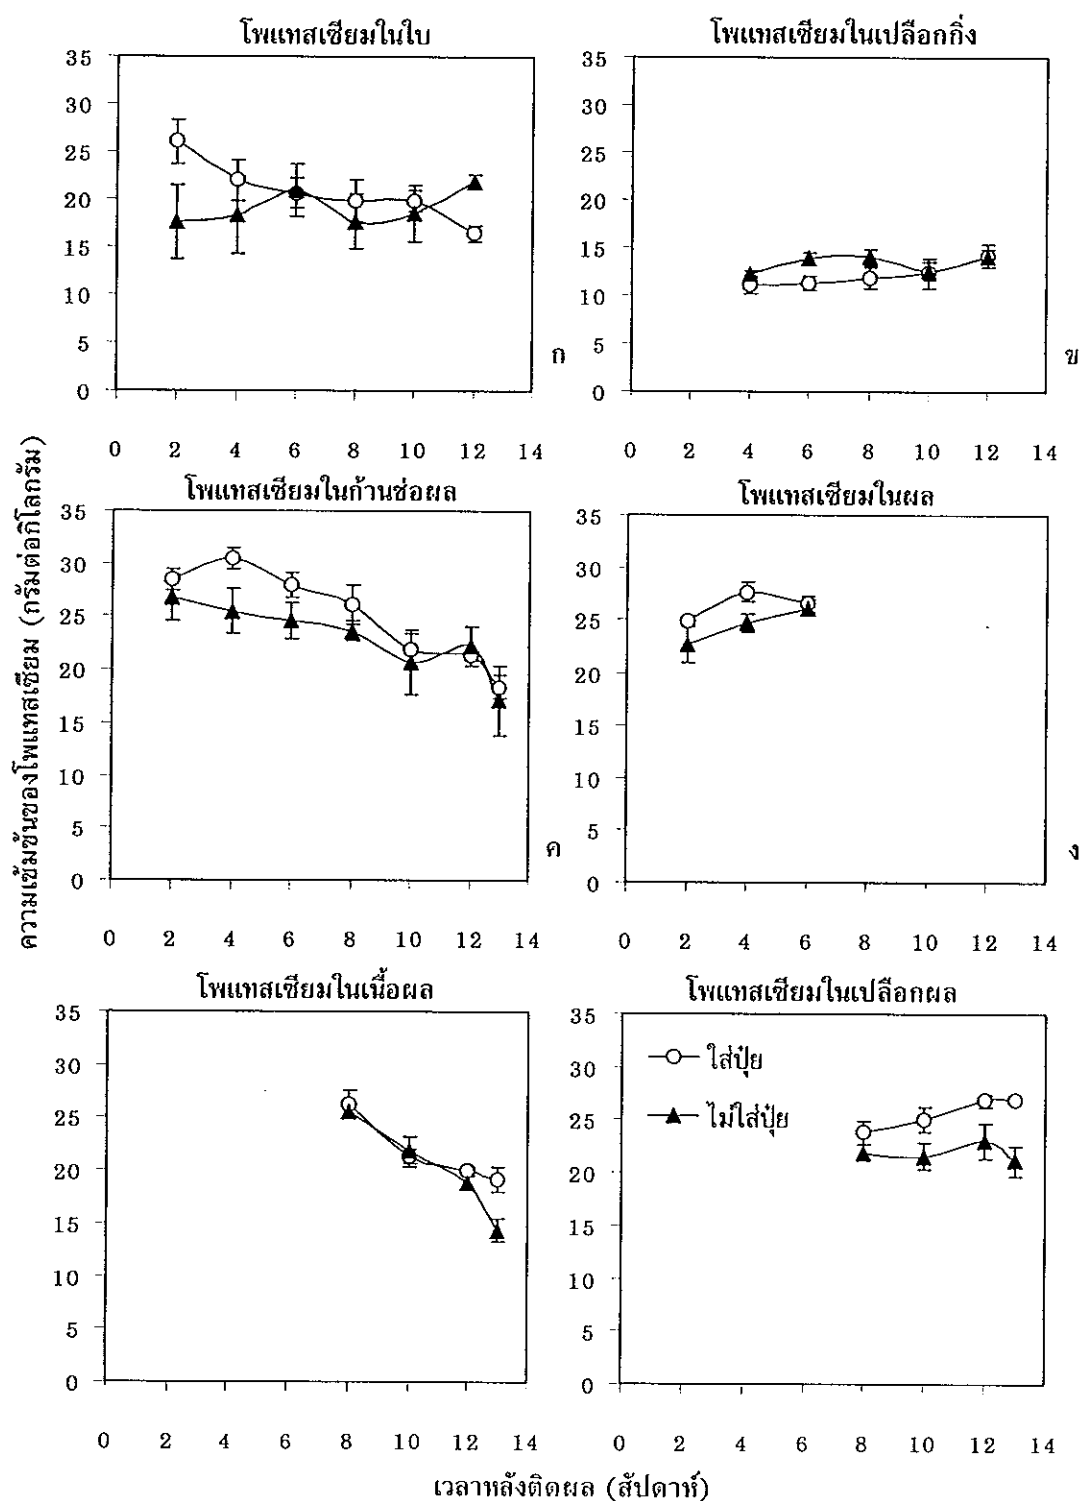 โพแทสเซียมในใบ
35
30
25
20
15
10
5
0
0 2 4 6 8 10 12 14
ก
โพแทสเซียมในเปลือกกิ่ง
35
30
25
20
15
10
5
0
0 2 4 6 8 10 12 14
ข
ความเข้มข้นของโพแทสเซียม (กรัมต่อกิโลกรัม)
โพแทสเซียมในก้านช่อผล
35
30
25
20
15
10
5
0
0 2 4 6 8 10 12 14
ค
โพแทสเซียมในผล
35
30
25
20
15
10
5
0
0 2 4 6 8 10 12 14
ง
โพแทสเซียมในเนื้อผล
35
30
25
20
15
10
5
0
0 2 4 6 8 10 12 14
โพแทสเซียมในเปลือกผล
35
30
25
20
15
10
5
0
ใส่ปุ๋ย
ไม่ใส่ปุ๋ย
0 2 4 6 8 10 12 14
เวลาหลังติดผล (สัปดาห์)